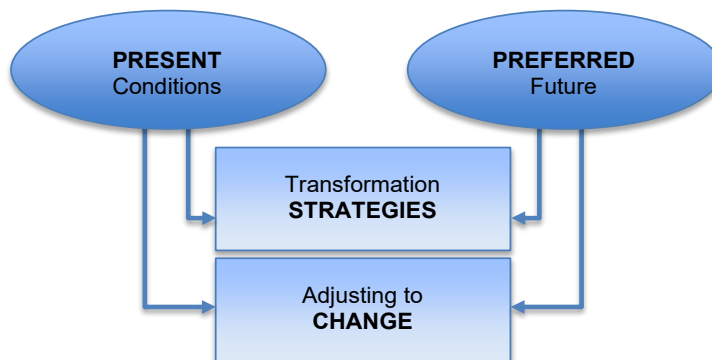 PRESENT
Conditions
PREFERRED
Future
Transformation
STRATEGIES
Adjusting to
CHANGE